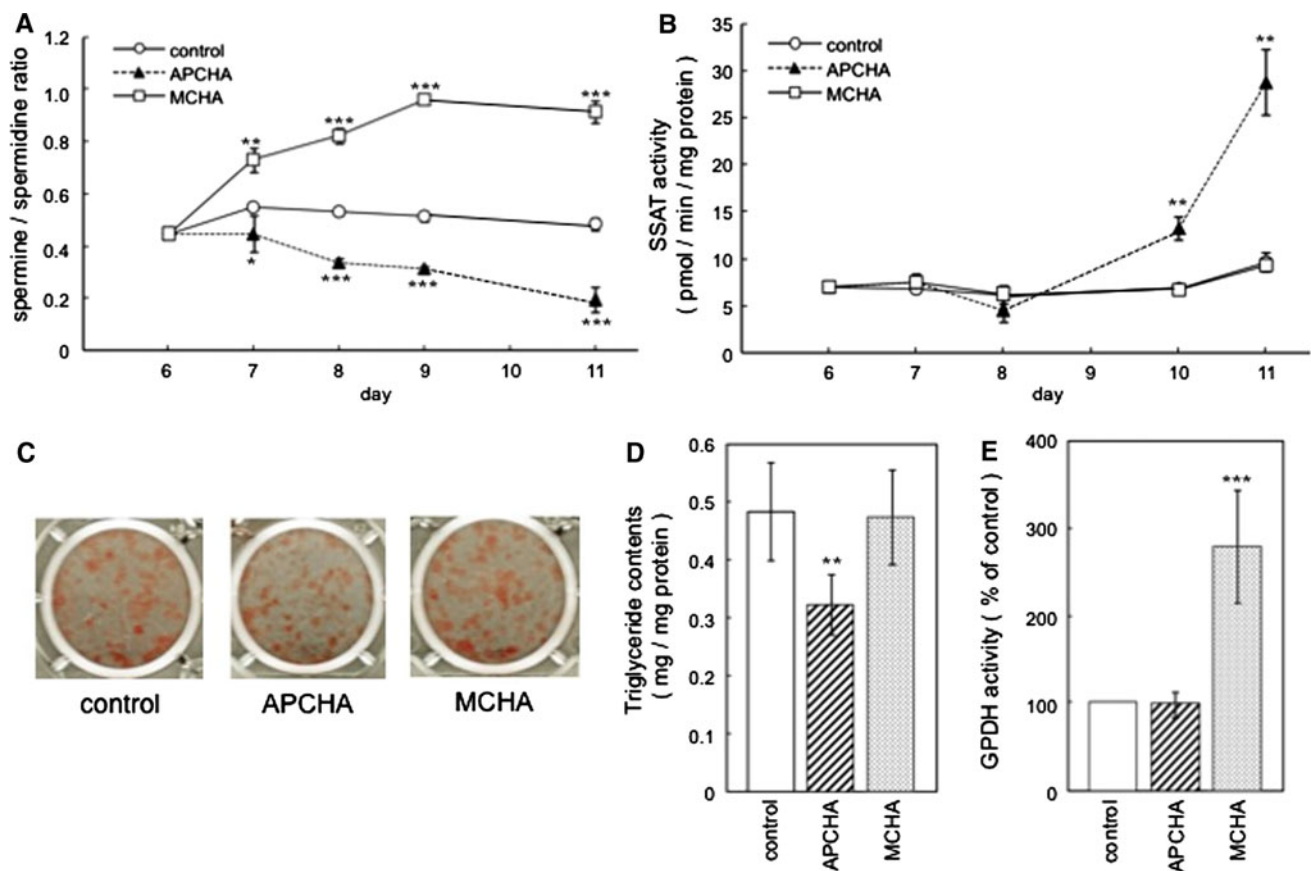 A
spermine / spermidine ratio
1.2
1.0
0.8
0.6
0.4
0.2
0
control
APCHA
MCHA
**
***
***
***
*
***
***
***
6
7
8
9
10
11
day
B
SSAT activity
( pmol / min / mg protein )
35
30
25
20
15
10
5
0
control
APCHA
MCHA
**
**
6
7
8
9
10
11
day
C
control
APCHA
MCHA
D
Triglyceride contents
( mg / mg protein )
0.6
0.5
0.4
0.3
0.2
0.1
0
**
control
APCHA
MCHA
E
GPDH activity ( % of control )
400
300
200
100
0
***
control
APCHA
MCHA